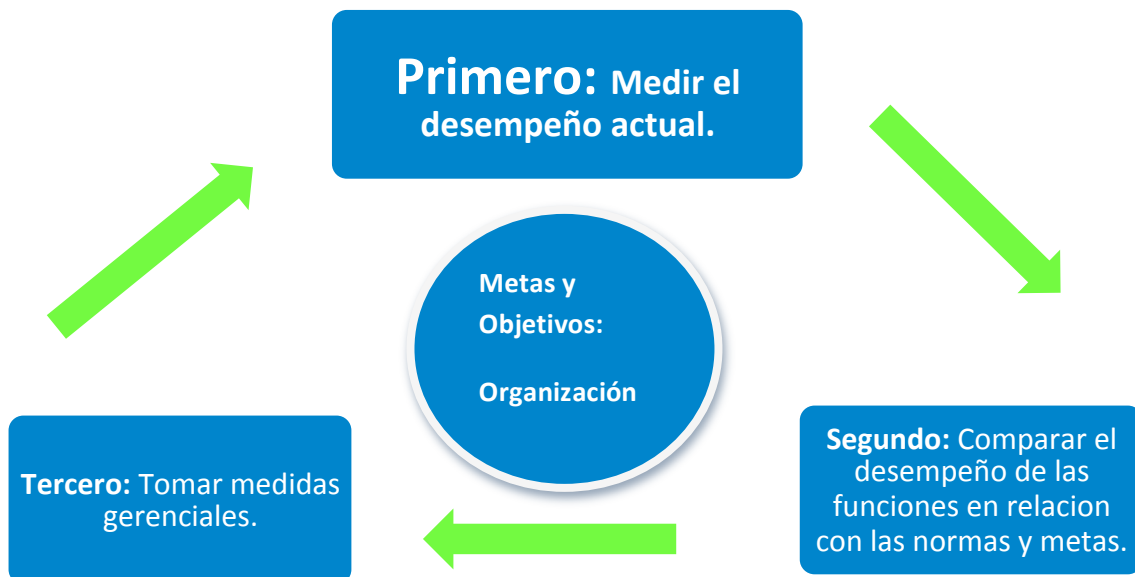 Primero: Medir el
desempeño actual.
Metas y
Objetivos:
Organización
Segundo: Comparar el
desempeño de las
funciones en relacion
con las normas y metas.
Tercero: Tomar medidas
gerenciales.